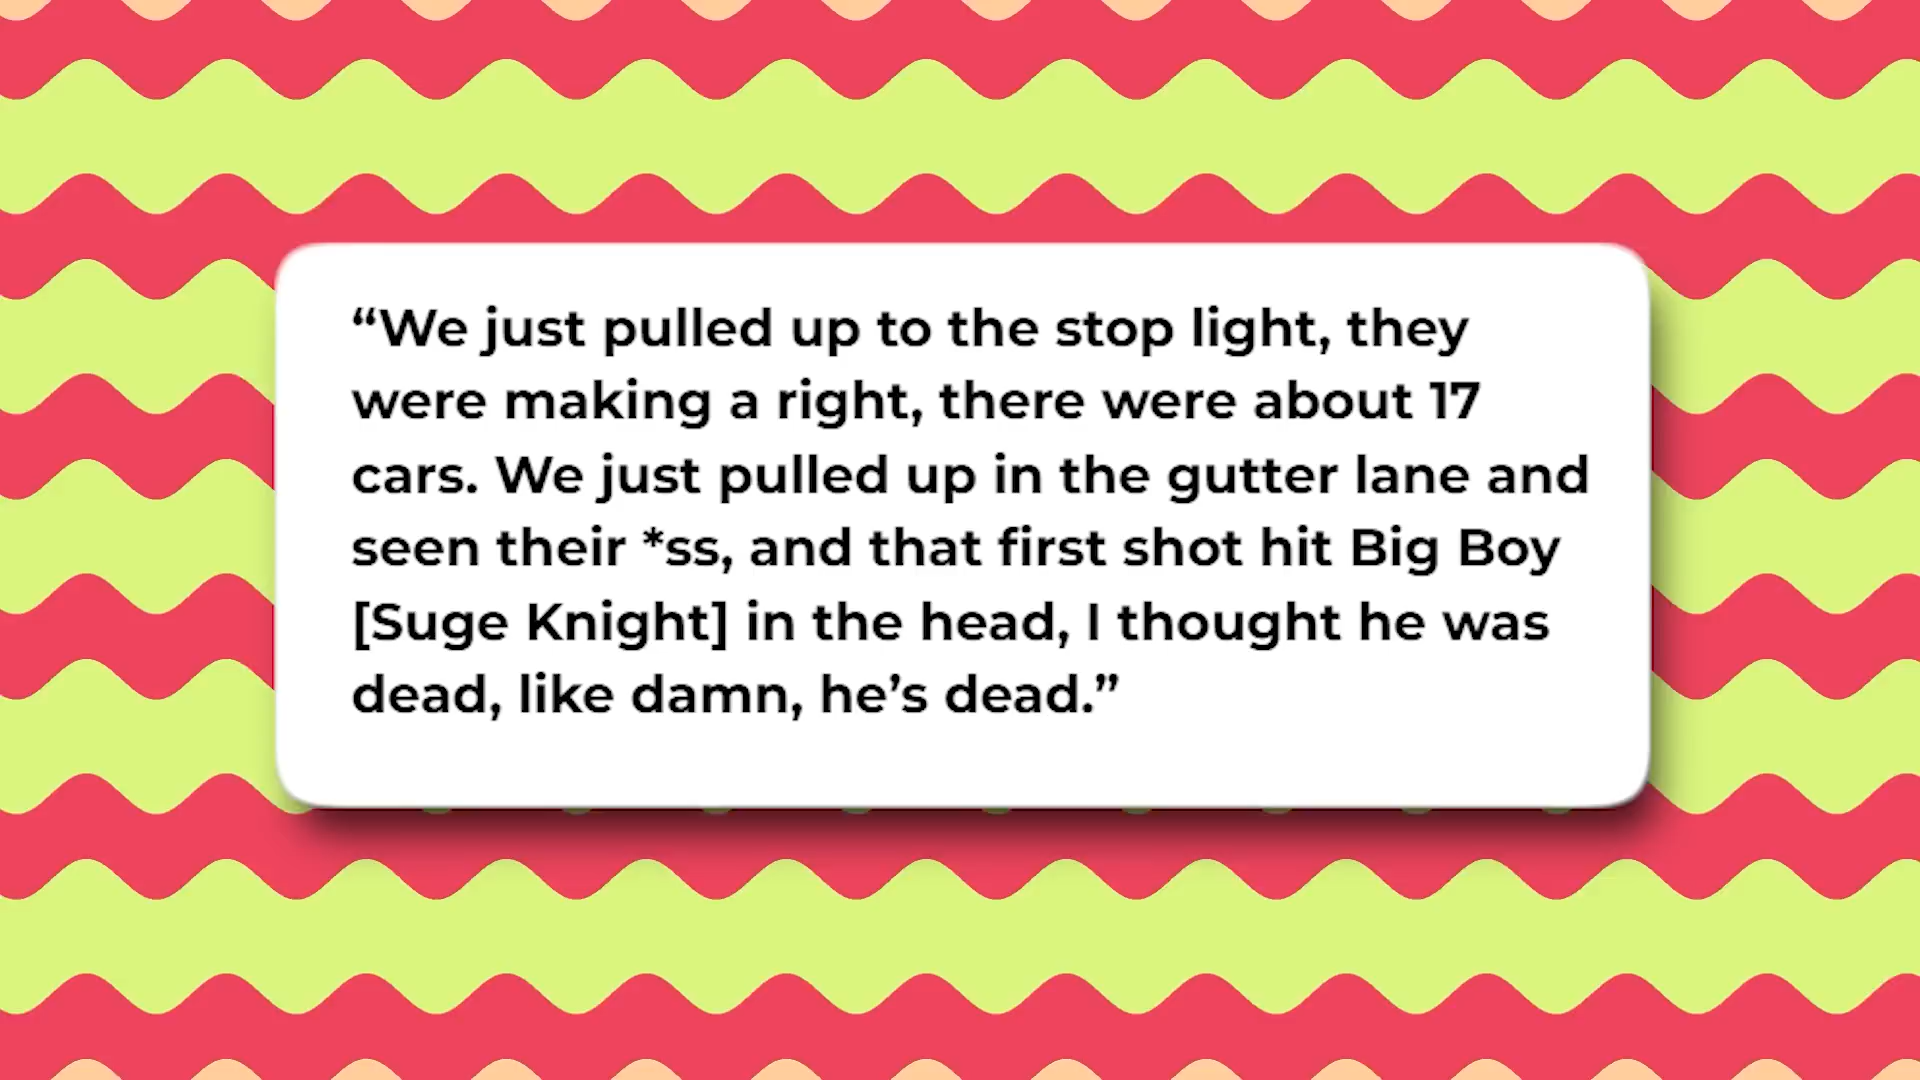 “We just pulled up to the stop light, they
were making a right, there were about 17
cars. We just pulled up in the gutter lane and
seen their *ss, and that first shot hit Big Boy
[Suge Knight] in the head, I thought he was
dead, like damn, he’s dead.”